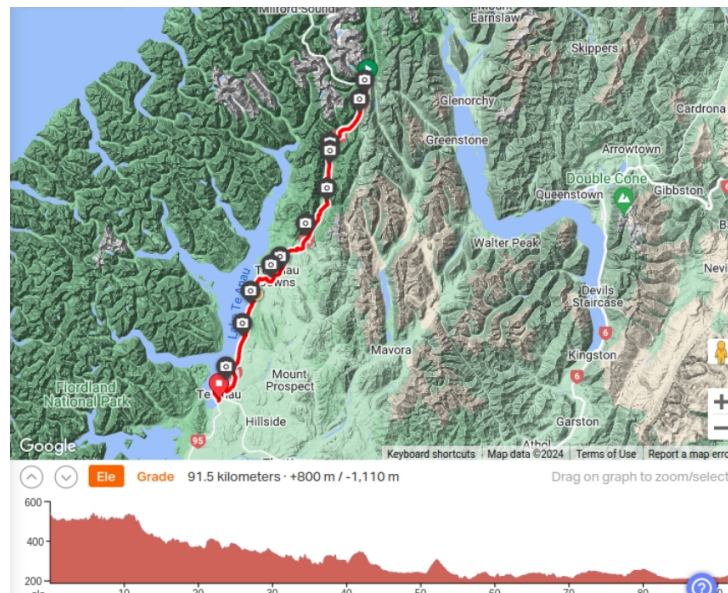 Milford Sound
Mount
Earnslaw
Skippers
Glenorchy
Cardrona
Greenstone
Arrowtown
Double Cone
Gibbston
6
Queenstown
Walter Peak
Te Anau
Downs
Lake Te Anau
Devils
Staircase
6
Kingston
Mavora
6
Mount
Prospect
Fiordland
National Park
Te Anau
Garston
Hillside
95
Athol
Google
Keyboard shortcuts
Map data ©2024
Terms of Use
Report a map erro
Ele
Grade
91.5 kilometers · +800 m / -1,110 m
Drag on graph to zoom/select
600
400
200
10 20 30 40 50 60 70 80